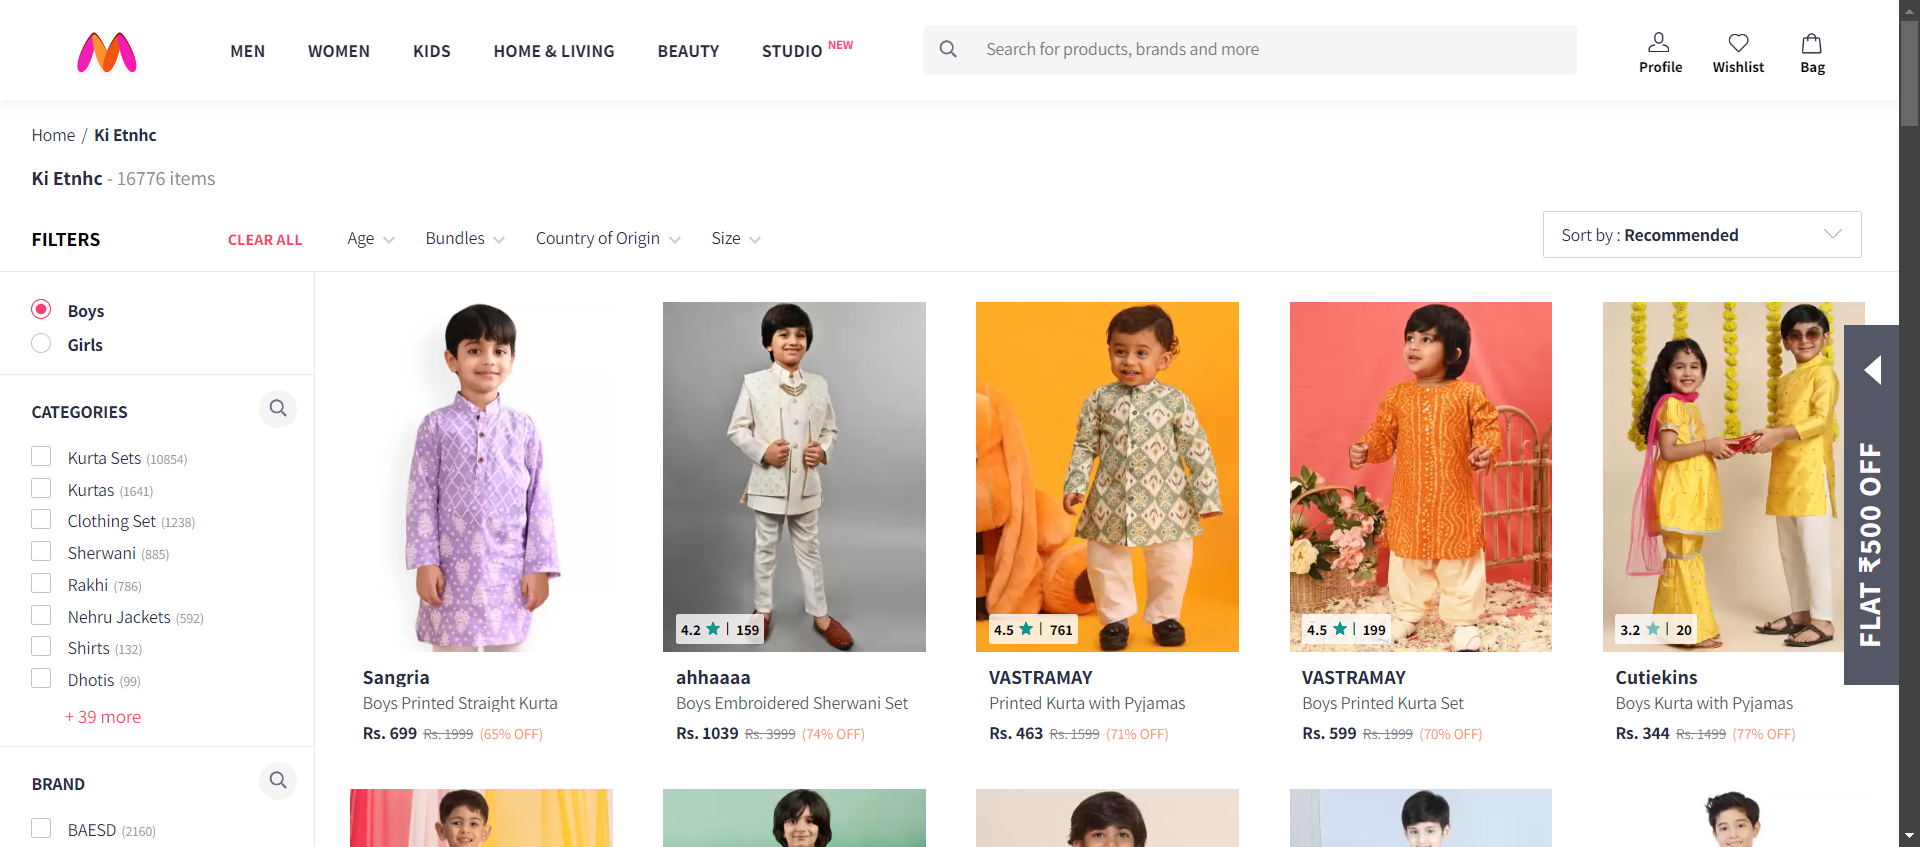 MEN WOMEN KIDS HOME & LIVING BEAUTY STUDIO NEW
Search for products, brands and more
Profile Wishlist Bag
Home / Ki Etnhc
Ki Etnhc - 16776 items
FILTERS CLEAR ALL
Age Bundles Country of Origin Size
Sort by : Recommended
Boys
Girls
CATEGORIES
Kurta Sets (10854)
Kurtas (1641)
Clothing Set (1238)
Sherwani (885)
Rakhi (786)
Nehru Jackets (592)
Shirts (132)
Dhotis (99)
+ 39 more
BRAND
BAESD (2160)
Sangria
Boys Printed Straight Kurta
Rs. 699 Rs. 1999 (65% OFF)
4.2 | 159
ahhaaaa
Boys Embroidered Sherwani Set
Rs. 1039 Rs. 3999 (74% OFF)
4.5 | 761
VASTRAMAY
Printed Kurta with Pyjamas
Rs. 463 Rs. 1599 (71% OFF)
4.5 | 199
VASTRAMAY
Boys Printed Kurta Set
Rs. 599 Rs. 1999 (70% OFF)
3.2 | 20
Cutiekins
Boys Kurta with Pyjamas
Rs. 344 Rs. 1499 (77% OFF)
FLAT ₹500 OFF